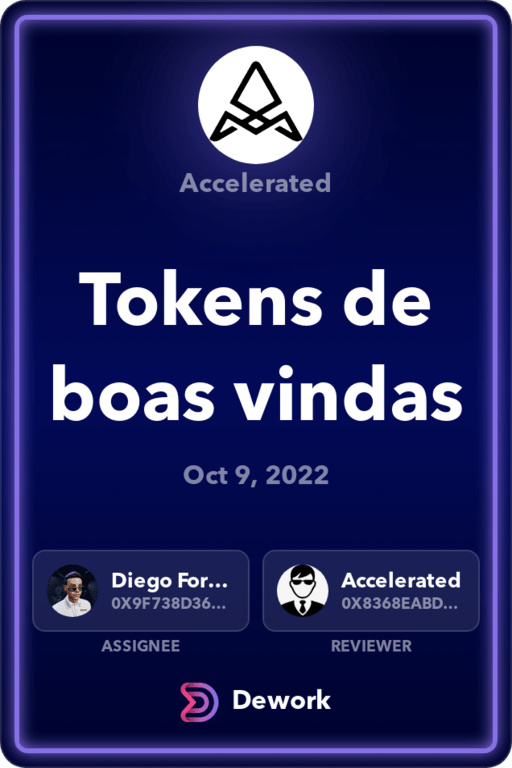 Accelerated
Tokens de
boas vindas
Oct 9, 2022
Diego For...
0X9F738D36...
ASSIGNEE
Accelerated
0X8368EABD...
REVIEWER
Dework